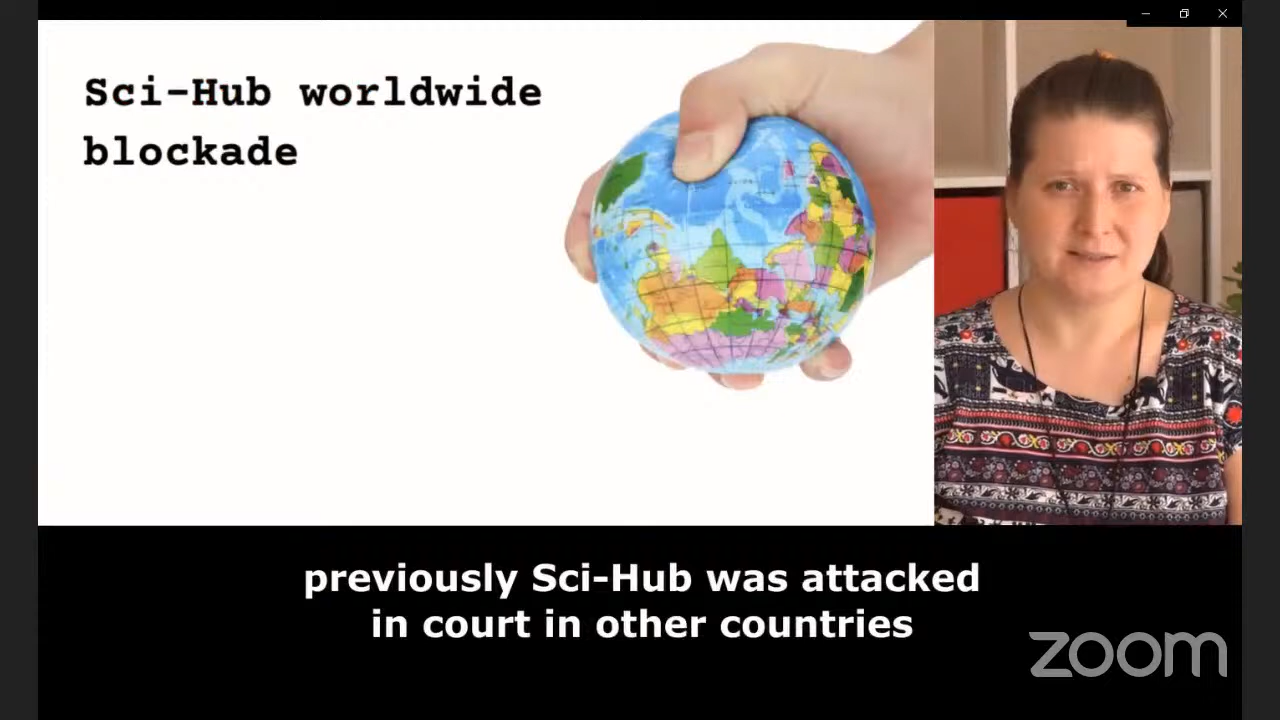 Sci-Hub worldwide
blockade
previously Sci-Hub was attacked
in court in other countries
zoom